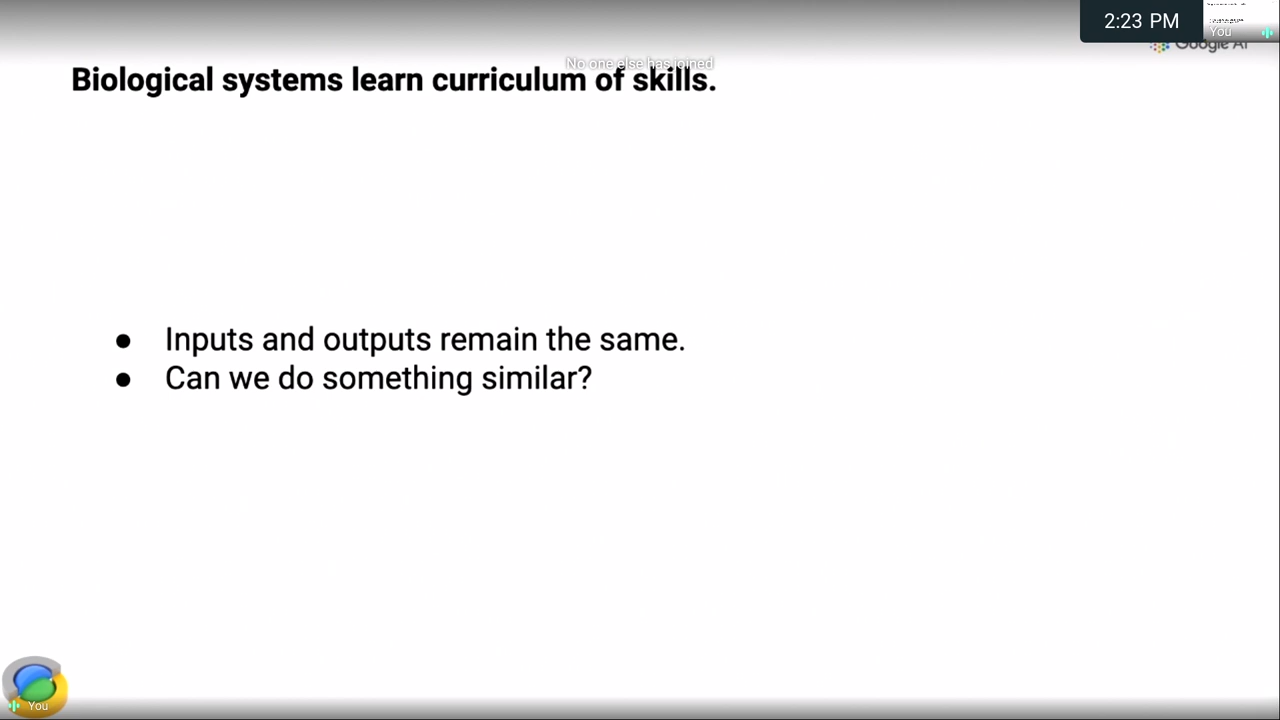 2:23 PM
You
Google AI
No one else has joined
Biological systems learn curriculum of skills.
● Inputs and outputs remain the same.
● Can we do something similar?
You